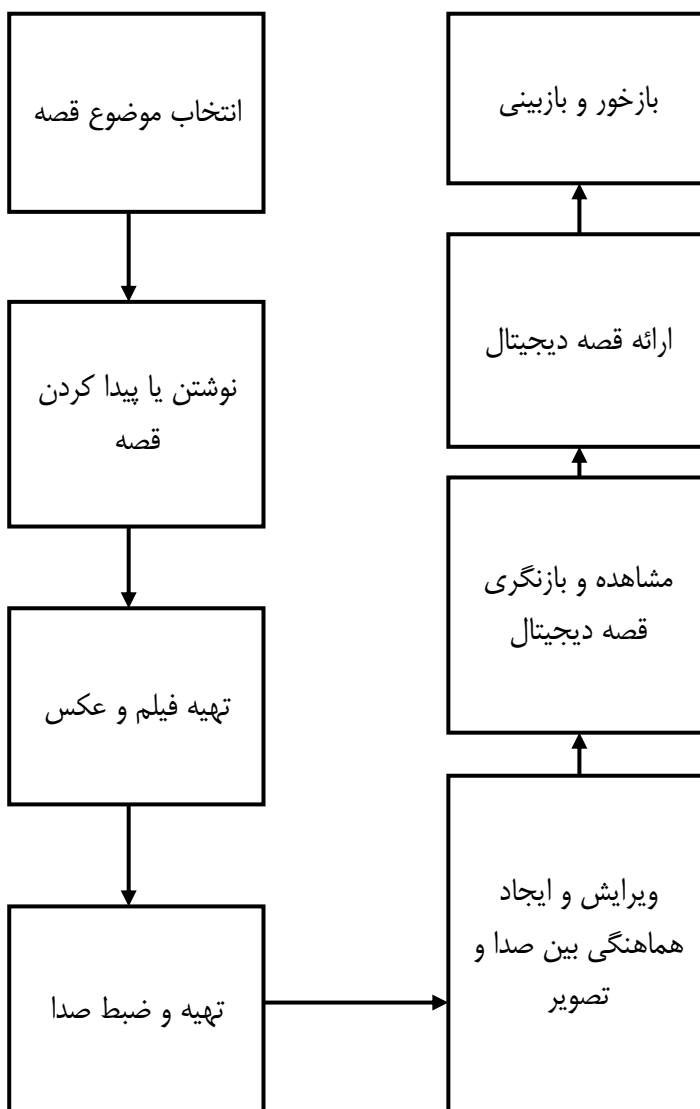 انتخاب موضوع قصه
نوشتن یا پیدا کردن
قصه
تهیه فیلم و عکس
تهیه و ضبط صدا
ویرایش و ایجاد
هماهنگی بین صدا و
تصویر
مشاهده و بازنگری
قصه دیجیتال
ارائه قصه دیجیتال
بازخور و بازبینی